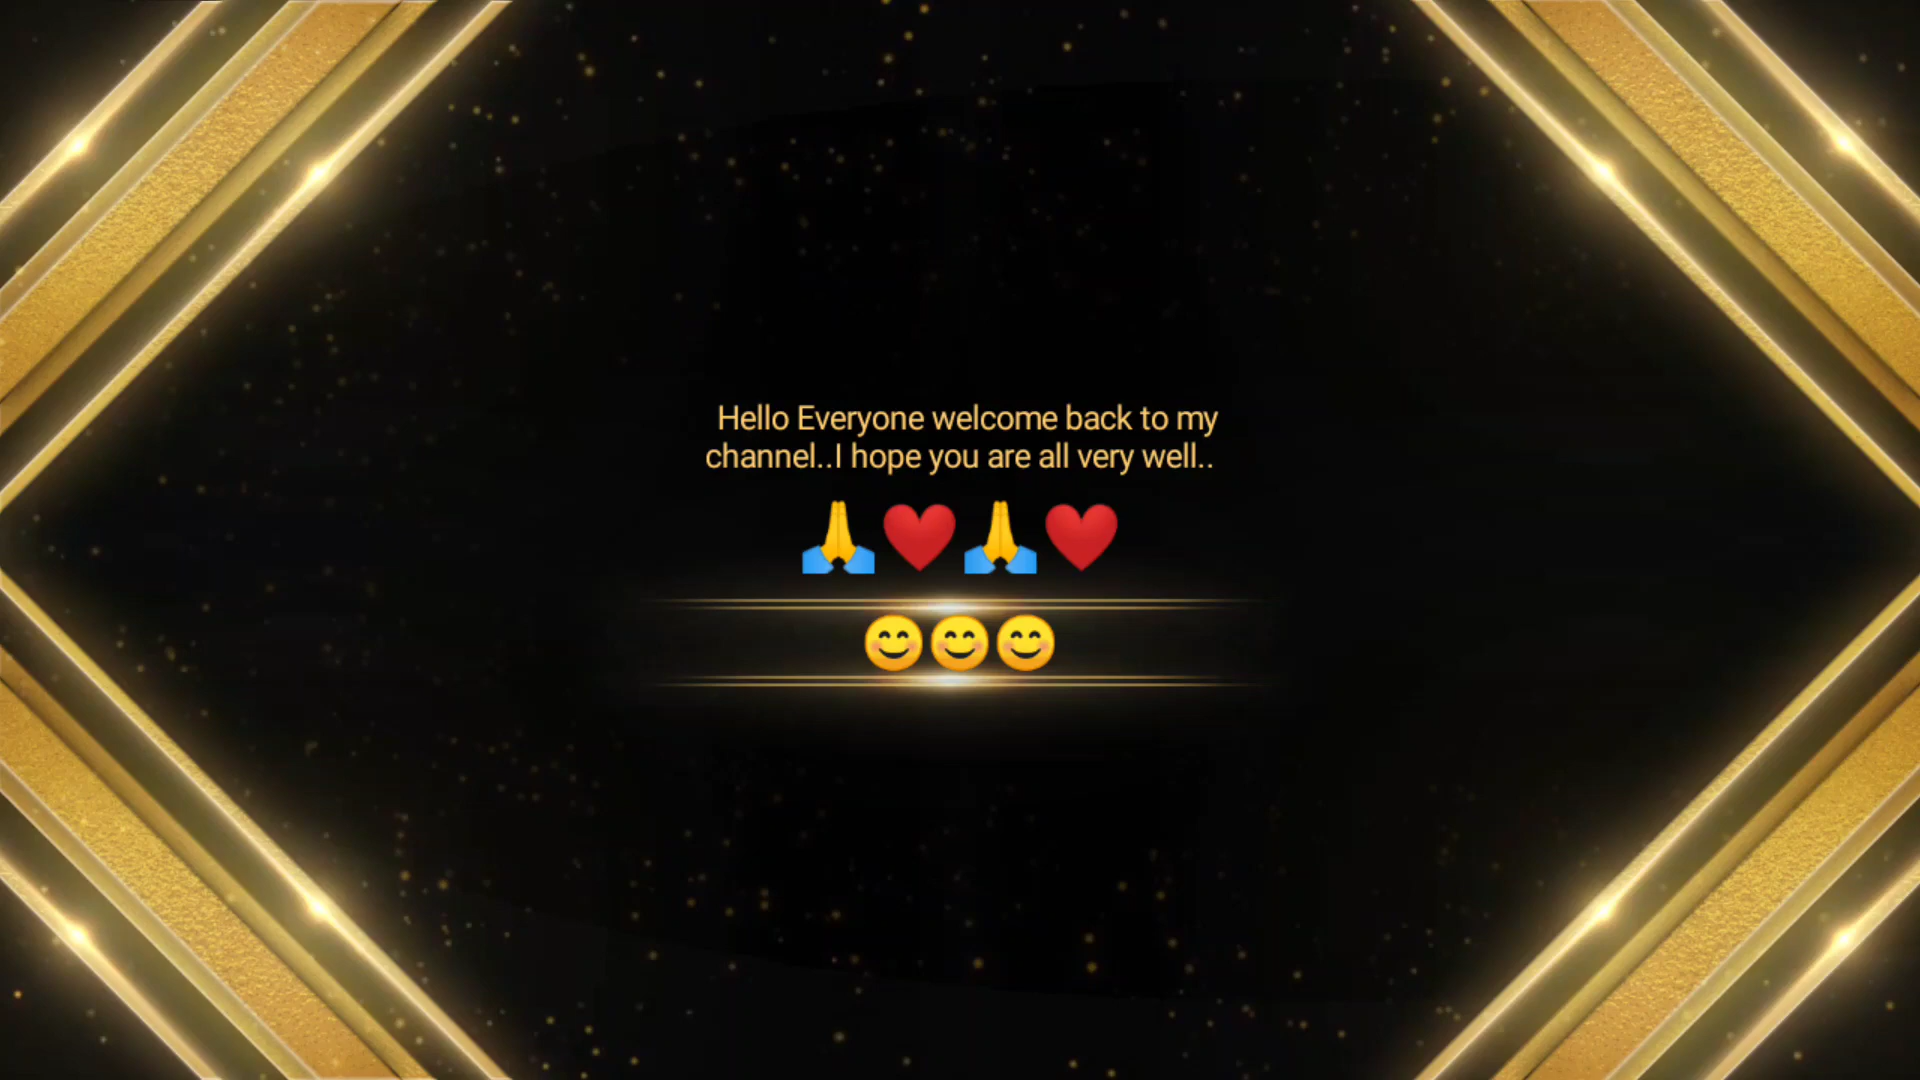 Hello Everyone welcome back to my
channel..I hope you are all very well..
🙏❤️🙏❤️
😊😊😊